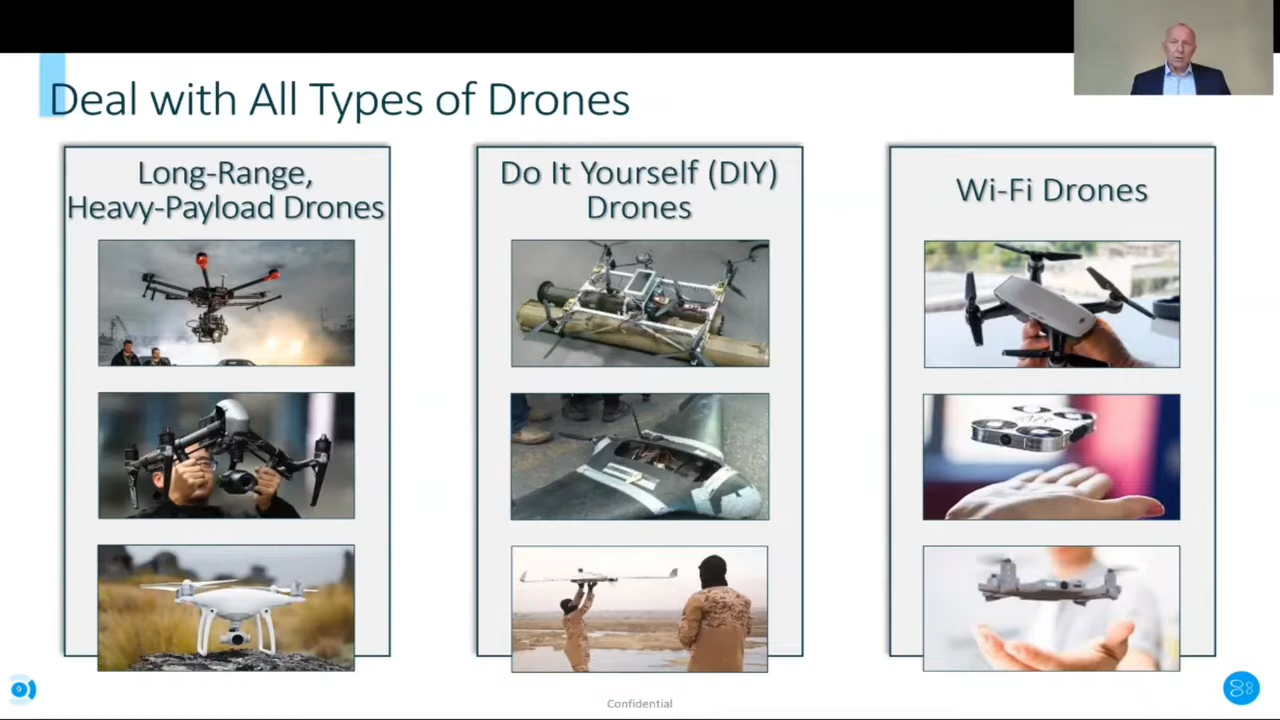 Deal with All Types of Drones
Long-Range,
Heavy-Payload Drones
Do It Yourself (DIY)
Drones
Wi-Fi Drones
9
Confidential